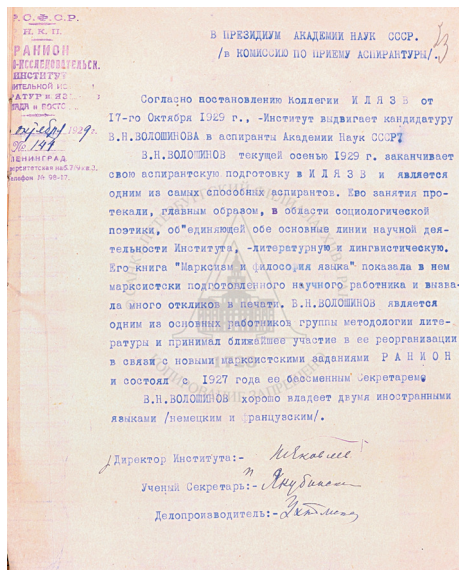 Р.С.Ф.С.Р.
Н.К.П.
РАНИОН
ИНСТИТУТ
И ВОСТО
октября 1929 г.
№ 144
ЛЕНИНГРАД
В ПРЕЗИДИУМ АКАДЕМИИ НАУК СССР.
/в КОМИССИЮ ПО ПРИЕМУ АСПИРАНТУРЫ/
Согласно постановлению Коллегии И Л Я З В от
17-го Октября 1929 г., -Институт выдвигает кандидатуру
В.Н.ВОЛОШИНОВА в аспиранты Академии Наук СССР.
В.Н.ВОЛОШИНОВ текущей осенью 1929 г. заканчивает
свою аспирантскую подготовку в И Л Я З В и является
одним из самых способных аспирантов. Его занятия про-
текали, главным образом, в области социологической
поэтики, об"единяющей обе основные линии научной дея-
тельности Института, -литературную и лингвистическую.
Его книга "Марксизм и философия языка" показала в нем
марксистски подготовленного научного работника и вызва-
ла много откликов в печати. В.Н.ВОЛОШИНОВ является
одним из основных работников группы методологии лите-
ратуры и принимал ближайшее участие в ее реорганизации
в связи с новыми марксистскими заданиями Р А Н И О Н
и состоял с 1927 года ее бессменным Секретарем.
В.Н.ВОЛОШИНОВ хорошо владеет двумя иностранными
языками /немецким и французским/.
Директор Института:- Н.Яковлев
Ученый Секретарь:- Якубинский
Делопроизводитель:-